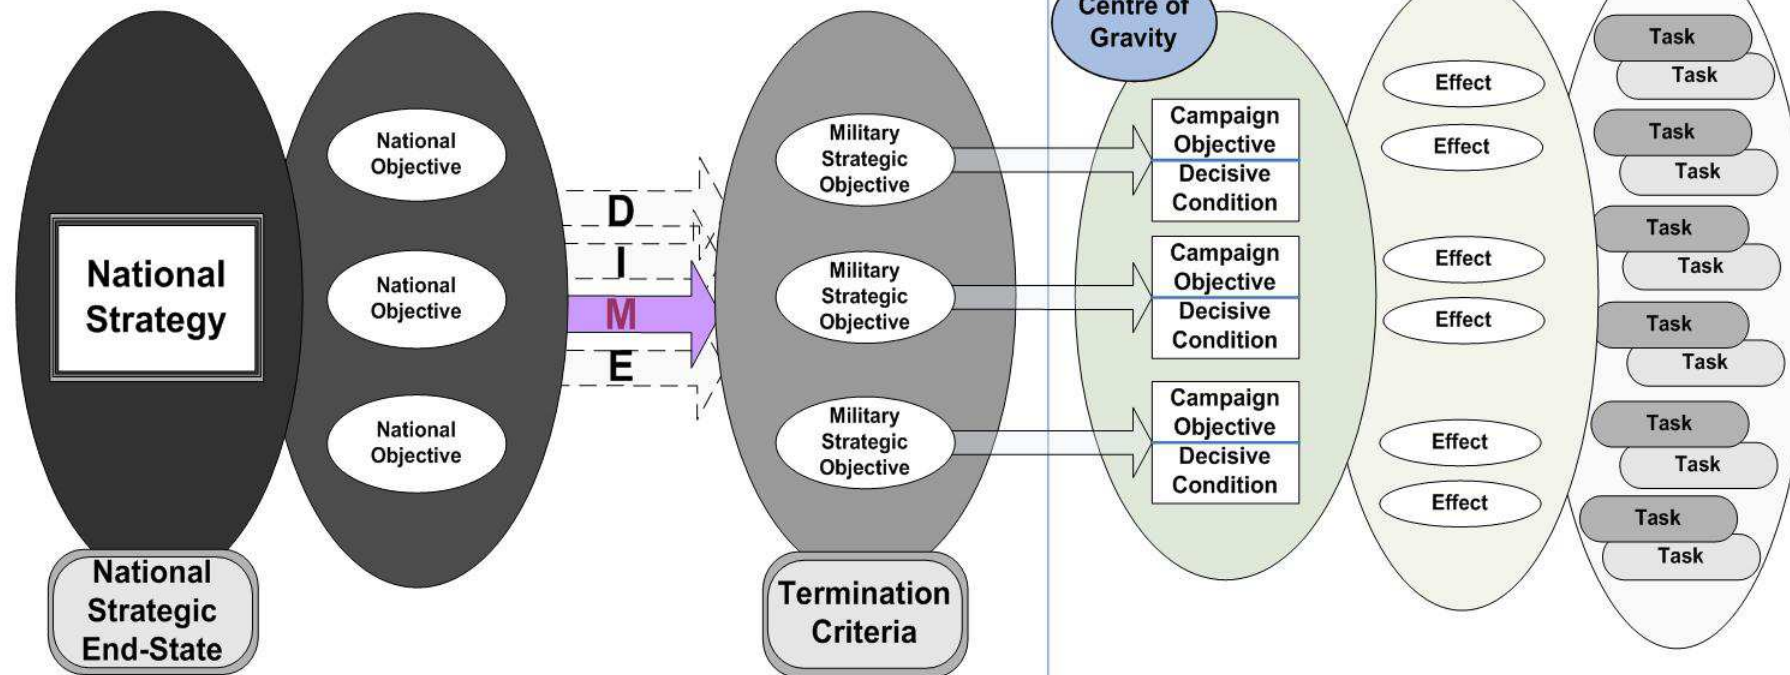 National
Strategy
National
Strategic
End-State
National
Objective
National
Objective
National
Objective
D
I
M
E
Military
Strategic
Objective
Military
Strategic
Objective
Military
Strategic
Objective
Termination
Criteria
Centre of
Gravity
Campaign
Objective
Decisive
Condition
Campaign
Objective
Decisive
Condition
Campaign
Objective
Decisive
Condition
Effect
Effect
Effect
Effect
Effect
Effect
Task
Task
Task
Task
Task
Task
Task
Task
Task
Task
Task
Task